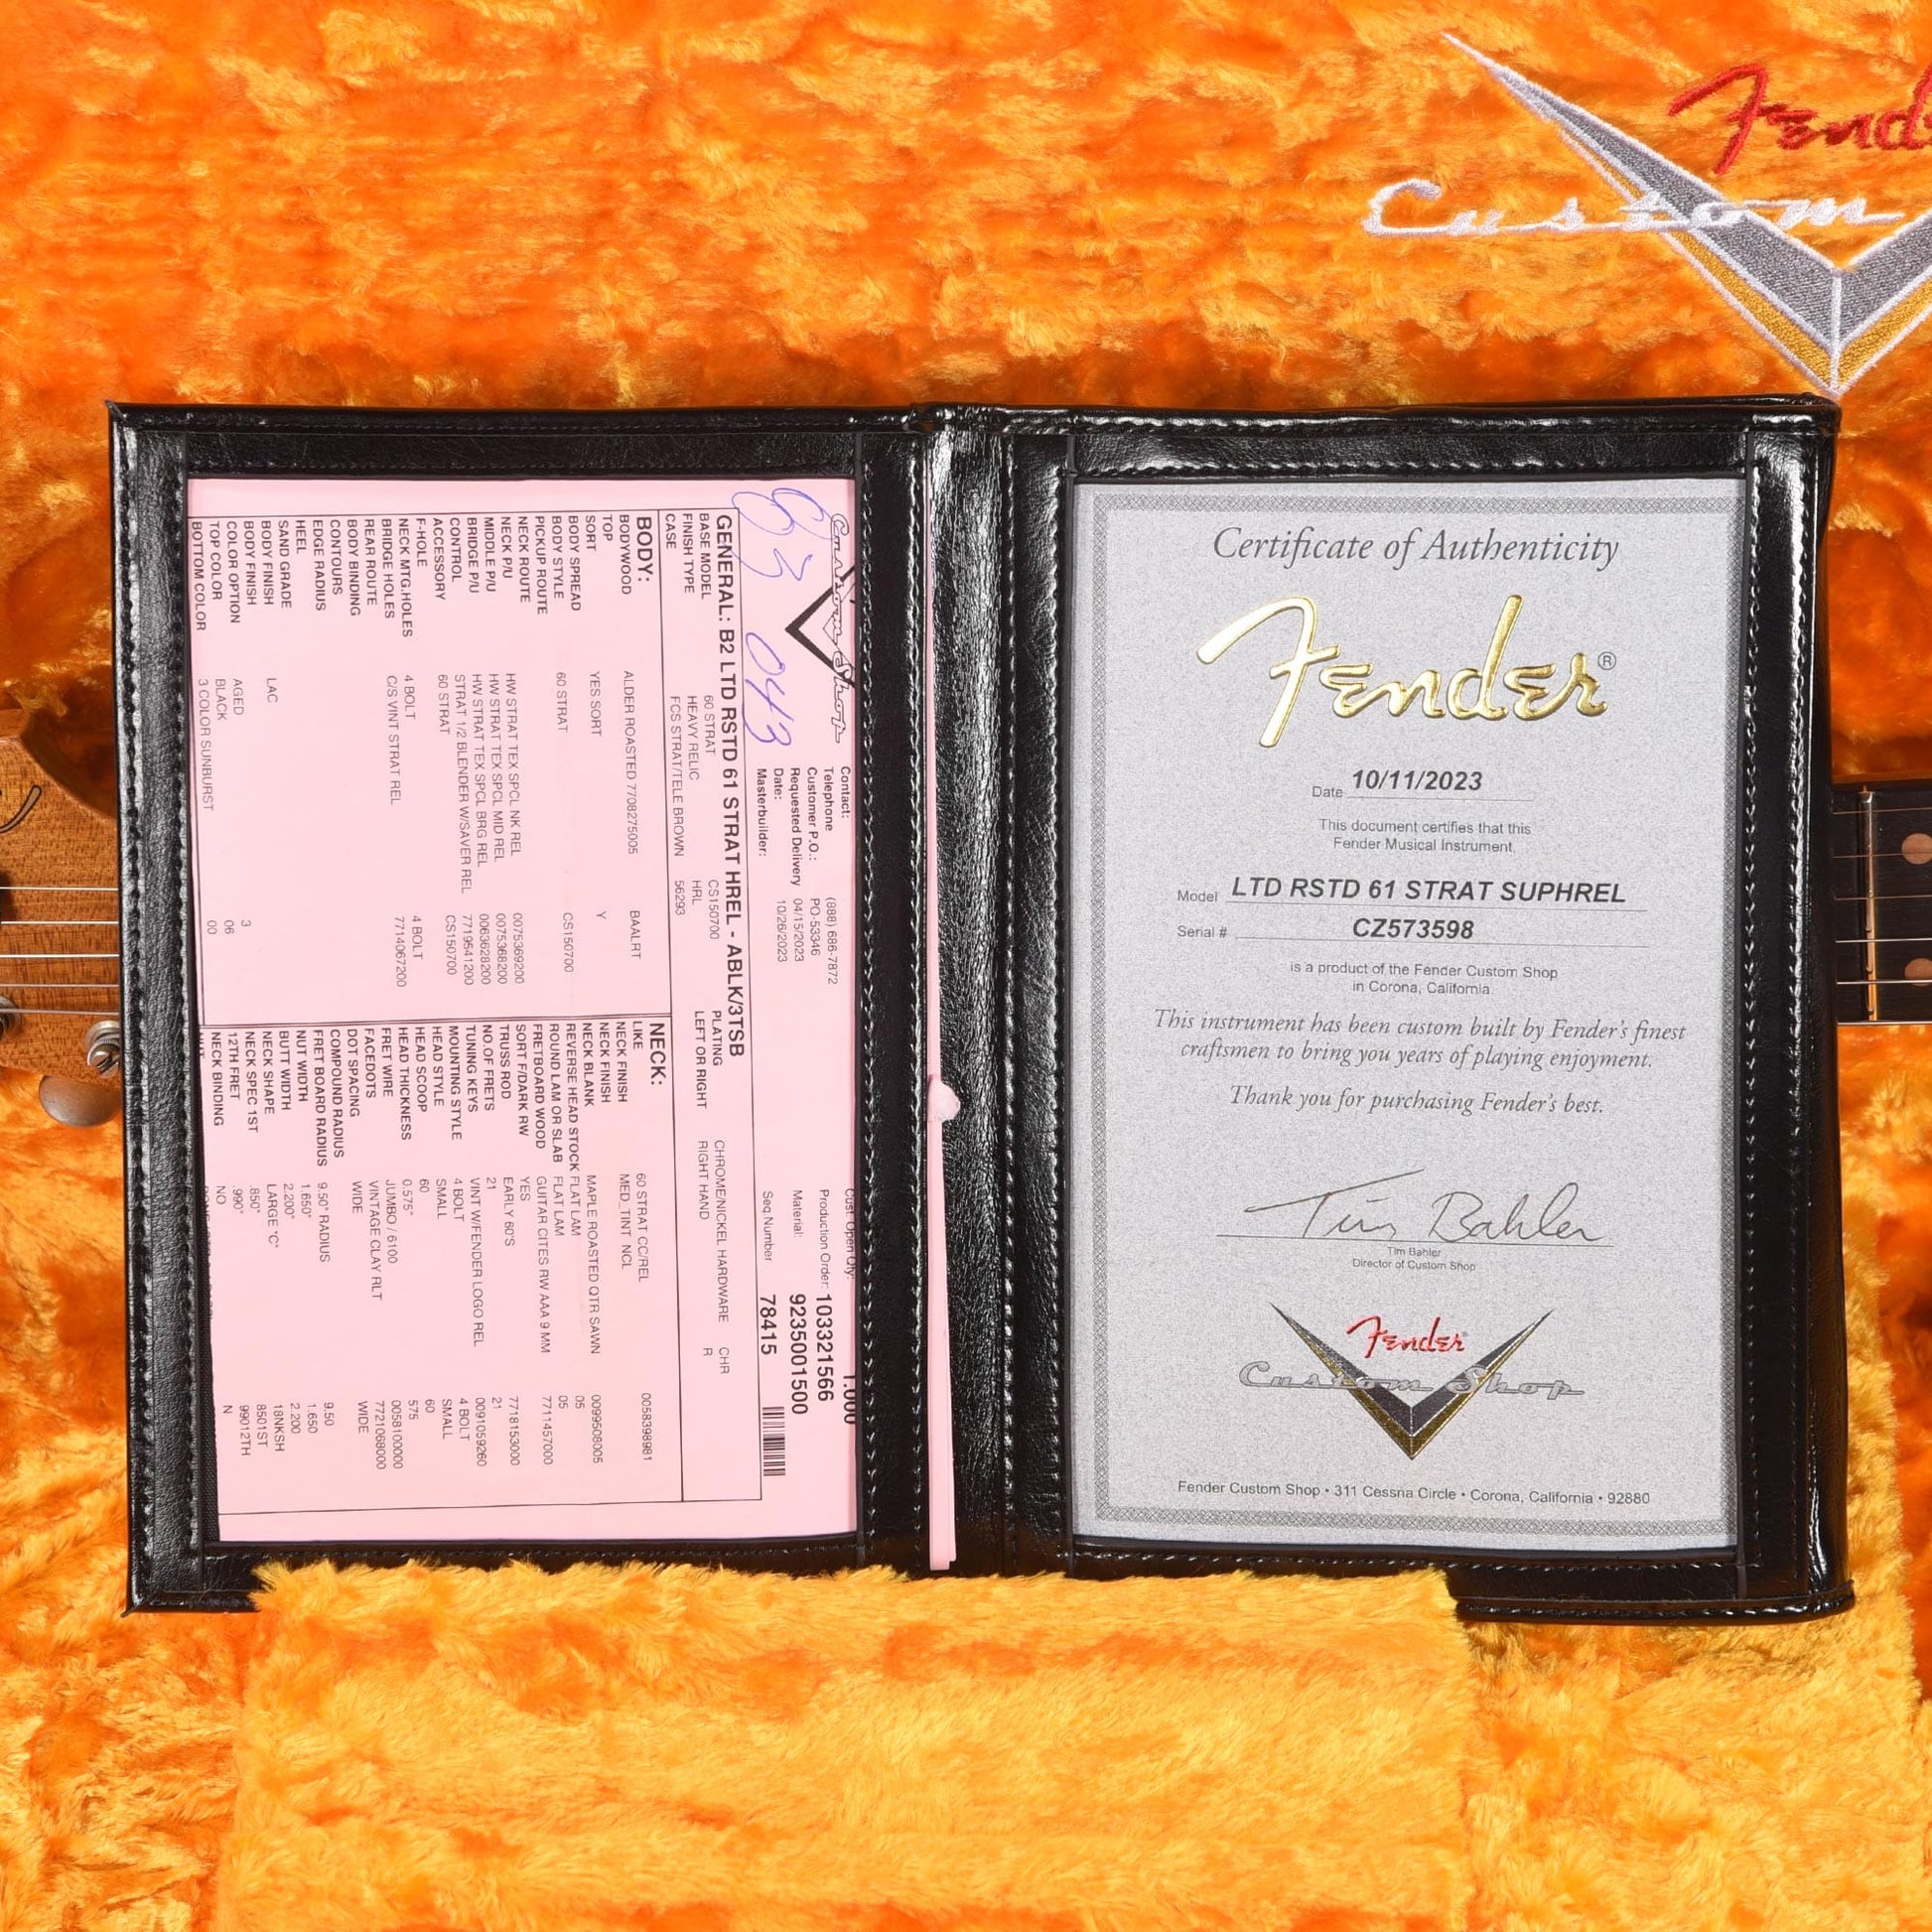 Fender
Custom
Custom Shop
83 043
Contact:
Telephone (888) 686-7872
Customer P.O.: PO-53346
Requested Delivery 04/15/2023
Date: 10/26/2023
Masterbuilder:
Cust. Open Qty: 1.000
Production Order: 103321566
Material: 9235001500
Seq Number 78415
GENERAL: B2 LTD RSTD 61 STRAT HREL - ABLK/3TSB
BASE MODEL 60 STRAT CS150700
FINISH TYPE HEAVY RELIC HRL
CASE FCS STRAT/TELE BROWN 56293
PLATING CHROME/NICKEL HARDWARE CHR
LEFT OR RIGHT RIGHT HAND R
BODY:
BODYWOOD ALDER ROASTED 7708275005 BAALRT
TOP
SORT YES SORT Y
BODY SPREAD
BODY STYLE 60 STRAT CS150700
PICKUP ROUTE
NECK ROUTE
NECK P/U HW STRAT TEX SPCL NK REL 0075369200
MIDDLE P/U HW STRAT TEX SPCL MID REL 0075368200
BRIDGE P/U HW STRAT TEX SPCL BRG REL 0063628200
CONTROL STRAT 1/2 BLENDER W/SAVER REL 7719541200
ACCESSORY 60 STRAT CS150700
F-HOLE
NECK MTG.HOLES 4 BOLT 4 BOLT
BRIDGE HOLES C/S VINT STRAT REL 7714067200
REAR ROUTE
BODY BINDING
CONTOURS
EDGE RADIUS
HEEL
SAND GRADE
BODY FINISH LAC
BODY FINISH
COLOR OPTION AGED 3
TOP COLOR BLACK 06
BOTTOM COLOR 3 COLOR SUNBURST 00
NECK:
LIKE 60 STRAT CC/REL 0058398981
NECK FINISH MED TINT NCL
NECK FINISH
NECK BLANK MAPLE ROASTED QTR SAWN 0099508005
REVERSE HEAD STOCK FLAT LAM 05
ROUND LAM OR SLAB FLAT LAM 05
FRETBOARD WOOD GUITAR CITES RW AAA 9 MM 7711457000
SORT F/DARK RW YES
TRUSS ROD EARLY 60'S 7718153000
NO.OF FRETS 21 21
TUNING KEYS VINT W/FENDER LOGO REL 0091059260
MOUNTING STYLE 4 BOLT 4 BOLT
HEAD STYLE SMALL SMALL
HEAD SCOOP 60 60
HEAD THICKNESS 0.575" 575
FRET WIRE JUMBO / 6100 0058100000
FACEDOTS VINTAGE CLAY RLT 7721068000
DOT SPACING WIDE WIDE
COMPOUND RADIUS
FRET BOARD RADIUS 9.50" RADIUS 9.50
NUT WIDTH 1.650" 1.650
BUTT WIDTH 2.200" 2.200
NECK SHAPE LARGE "C" 18NKSH
NECK SPEC 1ST .850" 8501ST
12TH FRET .990" 99012TH
NECK BINDING NO N
Certificate of Authenticity
Fender®
Date 10/11/2023
This document certifies that this
Fender Musical Instrument,
Model LTD RSTD 61 STRAT SUPHREL
Serial # CZ573598
is a product of the Fender Custom Shop
in Corona, California.
This instrument has been custom built by Fender's finest
craftsmen to bring you years of playing enjoyment.
Thank you for purchasing Fender's best.
Tim Bahler
Tim Bahler
Director of Custom Shop
Fender
Custom Shop
Fender Custom Shop • 311 Cessna Circle • Corona, California • 92880